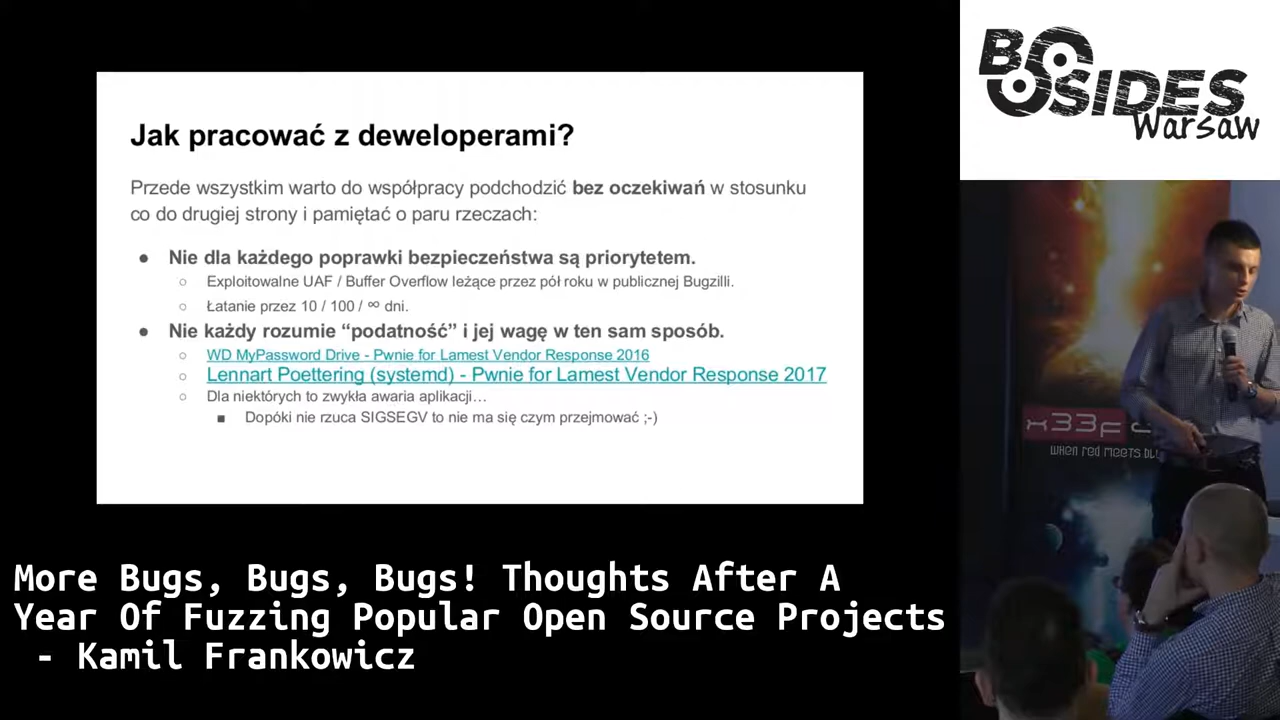 BSIDES
Warsaw
Jak pracować z deweloperami?
Przede wszystkim warto do współpracy podchodzić bez oczekiwań w stosunku
co do drugiej strony i pamiętać o paru rzeczach:
● Nie dla każdego poprawki bezpieczeństwa są priorytetem.
○ Exploitowalne UAF / Buffer Overflow leżące przez pół roku w publicznej Bugzilli.
○ Łatanie przez 10 / 100 / ∞ dni.
● Nie każdy rozumie “podatność” i jej wagę w ten sam sposób.
○ WD MyPassword Drive - Pwnie for Lamest Vendor Response 2016
○ Lennart Poettering (systemd) - Pwnie for Lamest Vendor Response 2017
○ Dla niektórych to zwykła awaria aplikacji…
■ Dopóki nie rzuca SIGSEGV to nie ma się czym przejmować ;-)
x33f
when red meets
More Bugs, Bugs, Bugs! Thoughts After A
Year Of Fuzzing Popular Open Source Projects
- Kamil Frankowicz